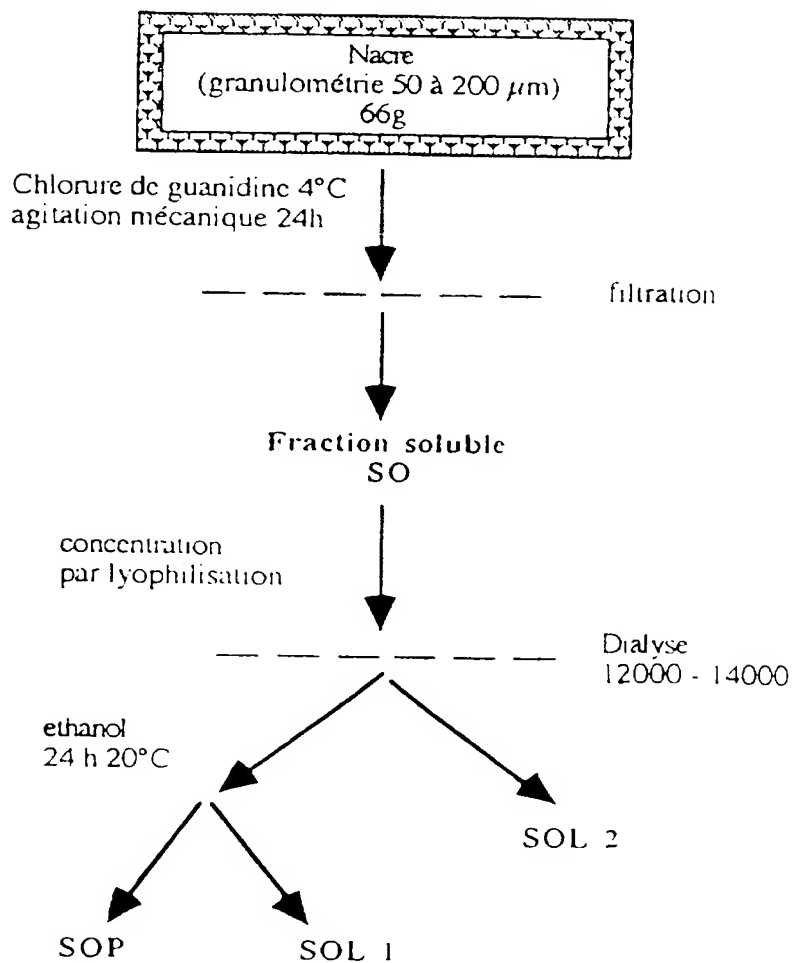 Nacre
(granulométrie 50 à 200 µm)
66g
Chlorure de guanidine 4°C
agitation mécanique 24h
filtration
Fraction soluble
SO
concentration
par lyophilisation
Dialyse
12000 - 14000
ethanol
24 h 20°C
SOL 2
SOP
SOL 1